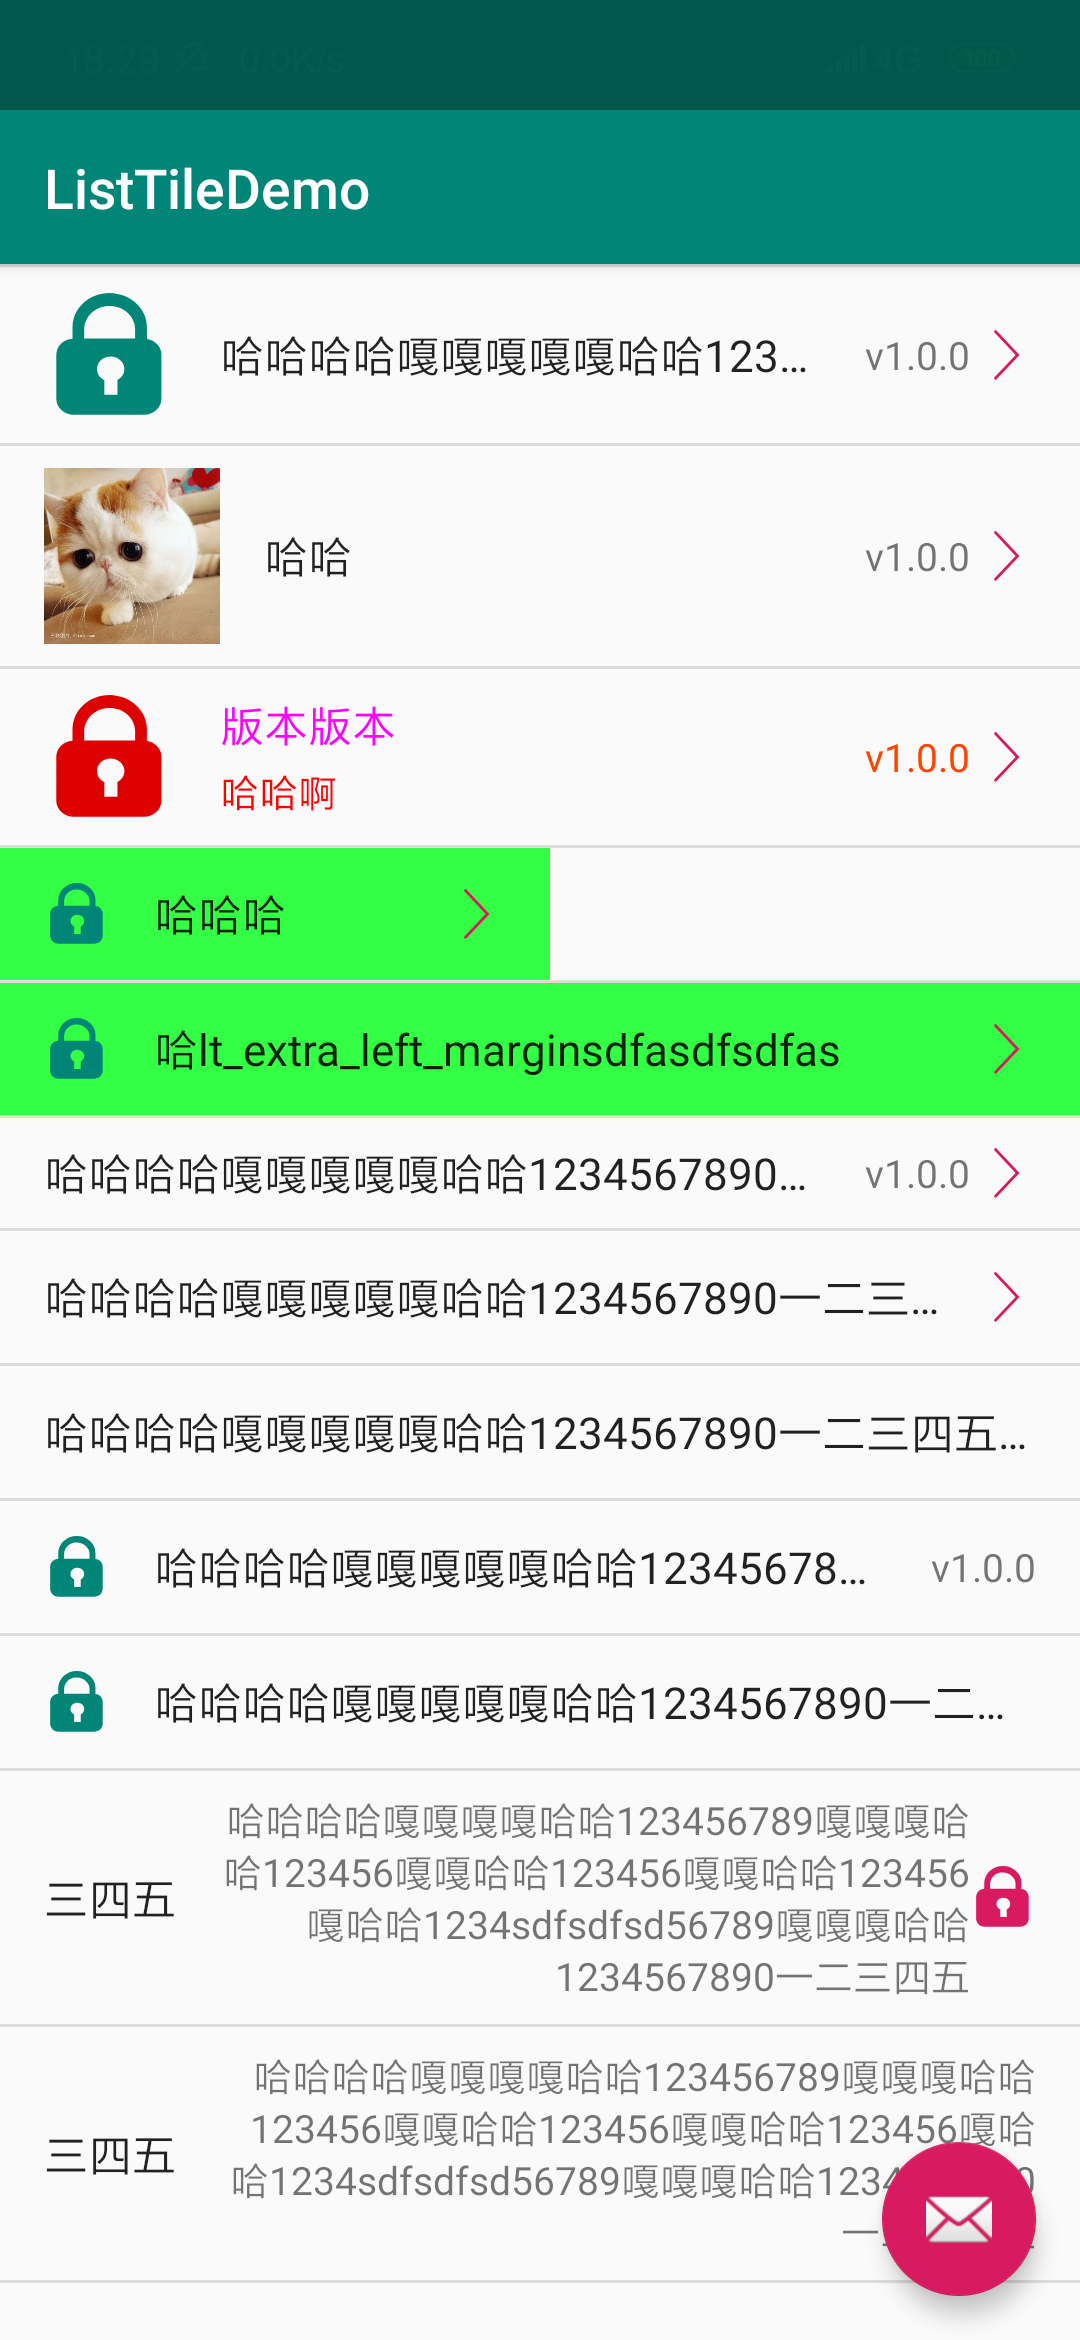 18:29 0.0K/s 4G 100
ListTileDemo
哈哈哈哈嘎嘎嘎嘎嘎哈哈123... v1.0.0
哈哈 v1.0.0
版本版本
哈哈啊
v1.0.0
哈哈哈
哈lt_extra_left_marginsdfasdfsdfas
哈哈哈哈嘎嘎嘎嘎嘎哈哈1234567890... v1.0.0
哈哈哈哈嘎嘎嘎嘎嘎哈哈1234567890一二三...
哈哈哈哈嘎嘎嘎嘎嘎哈哈1234567890一二三四五...
哈哈哈哈嘎嘎嘎嘎嘎哈哈12345678... v1.0.0
哈哈哈哈嘎嘎嘎嘎嘎哈哈1234567890一二...
三四五
哈哈哈哈嘎嘎嘎嘎哈哈123456789嘎嘎嘎哈
哈123456嘎嘎哈哈123456嘎嘎哈哈123456
嘎哈哈1234sdfsdfsd56789嘎嘎嘎哈哈
1234567890一二三四五
三四五
哈哈哈哈嘎嘎嘎嘎哈哈123456789嘎嘎嘎哈哈
123456嘎嘎哈哈123456嘎嘎哈哈123456嘎哈
哈1234sdfsdfsd56789嘎嘎嘎哈哈123
一